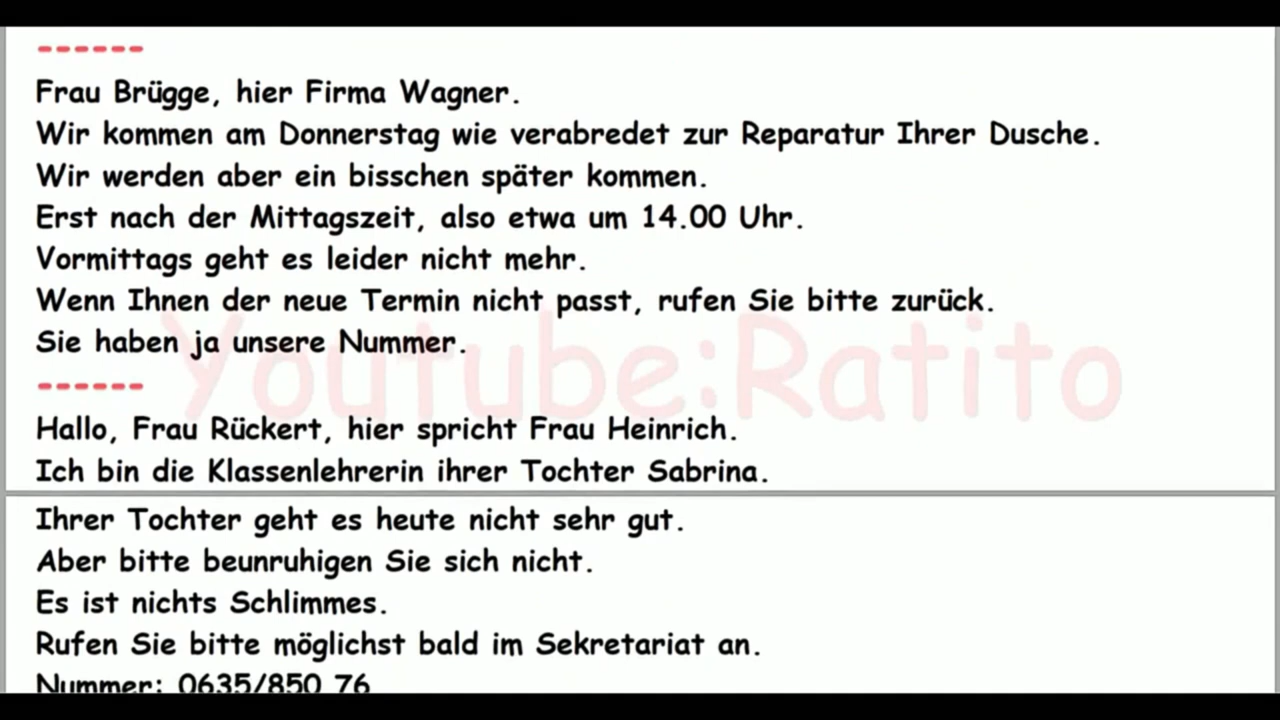 ------
Frau Brügge, hier Firma Wagner.
Wir kommen am Donnerstag wie verabredet zur Reparatur Ihrer Dusche.
Wir werden aber ein bisschen später kommen.
Erst nach der Mittagszeit, also etwa um 14.00 Uhr.
Vormittags geht es leider nicht mehr.
Wenn Ihnen der neue Termin nicht passt, rufen Sie bitte zurück.
Sie haben ja unsere Nummer.
Youtube:Ratito
------
Hallo, Frau Rückert, hier spricht Frau Heinrich.
Ich bin die Klassenlehrerin ihrer Tochter Sabrina.
Ihrer Tochter geht es heute nicht sehr gut.
Aber bitte beunruhigen Sie sich nicht.
Es ist nichts Schlimmes.
Rufen Sie bitte möglichst bald im Sekretariat an.
Nummer: 0635/850 76